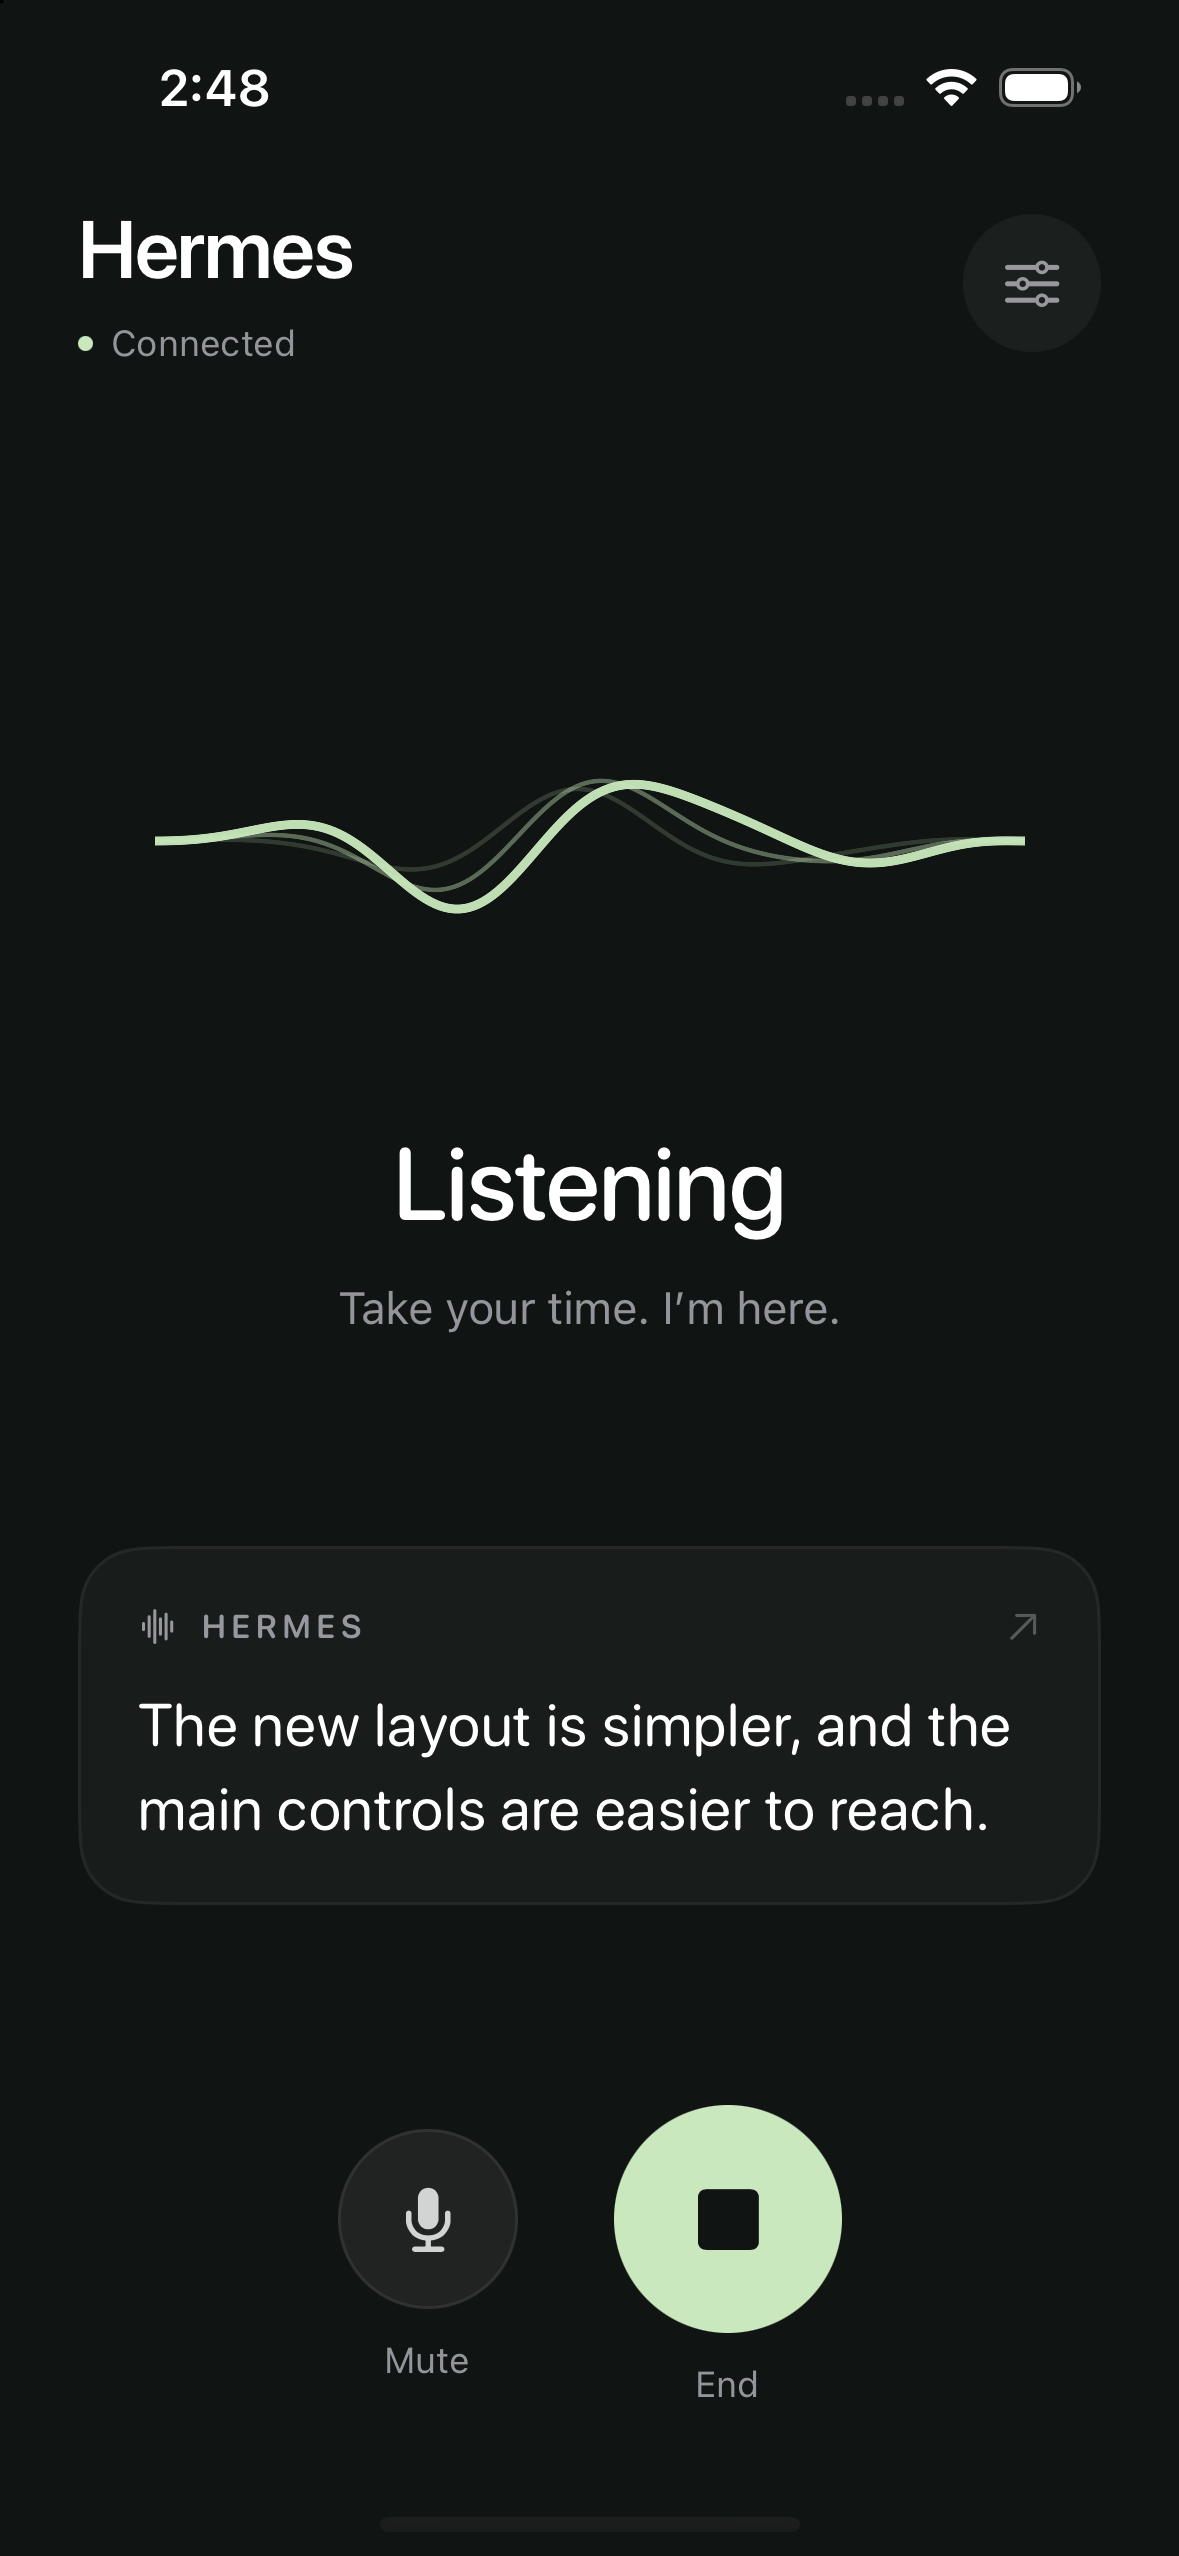 2:48
Hermes
Connected
Listening
Take your time. I’m here.
HERMES
The new layout is simpler, and the
main controls are easier to reach.
Mute
End